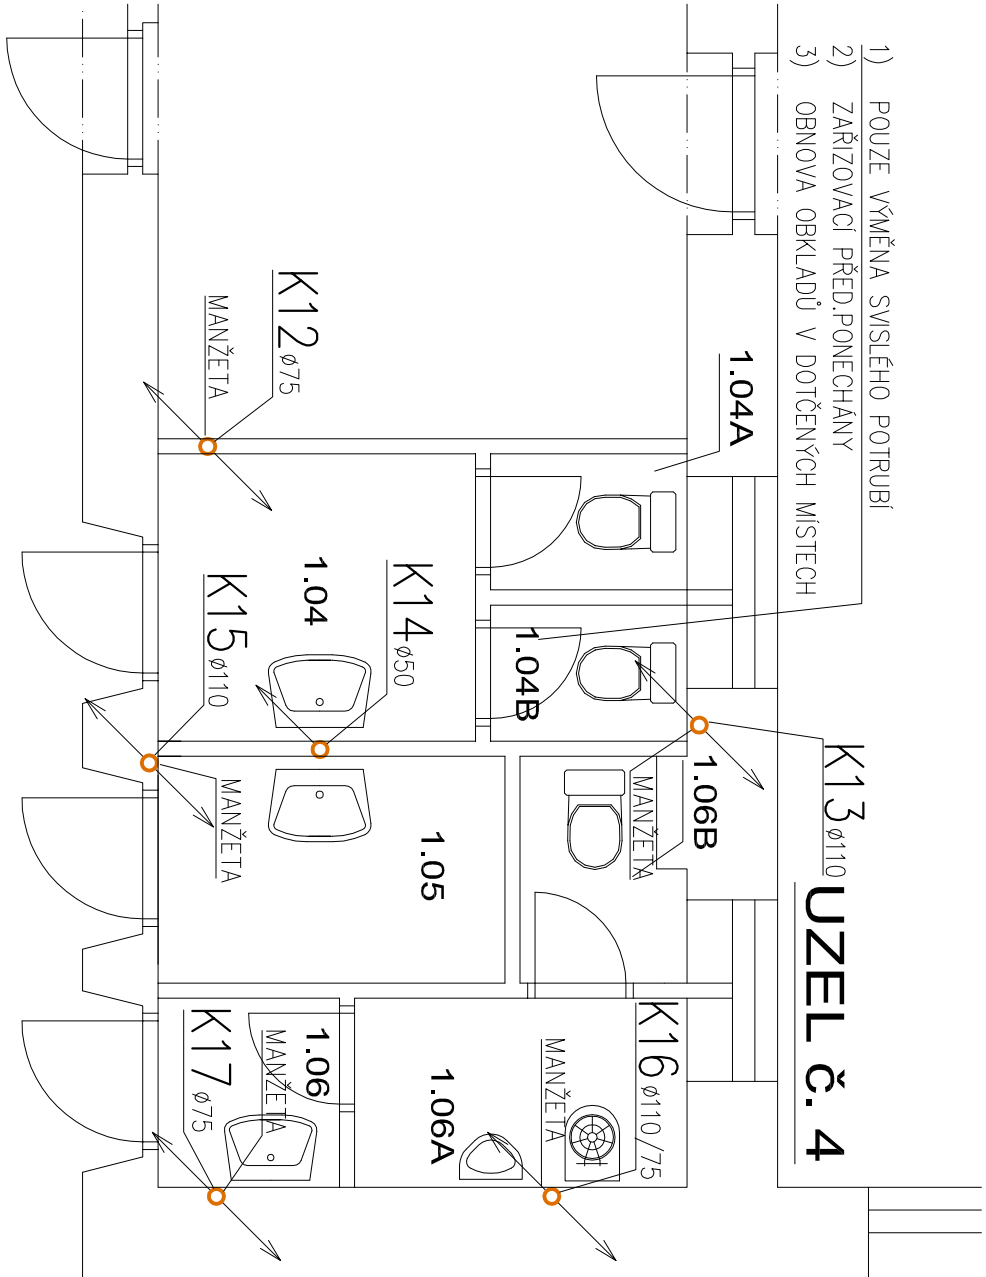 1) POUZE VÝMĚNA SVISLÉHO POTRUBÍ
2) ZAŘIZOVACÍ PŘED.PONECHÁNY
3) OBNOVA OBKLADŮ V DOTČENÝCH MÍSTECH
UZEL č. 4
K13 ø110
MANŽETA
1.04A
1.04B
1.06B
K12 ø75
MANŽETA
K14 ø50
1.04
K15 ø110
MANŽETA
1.05
K16 ø110/75
MANŽETA
1.06A
1.06
K17 ø75
MANŽETA